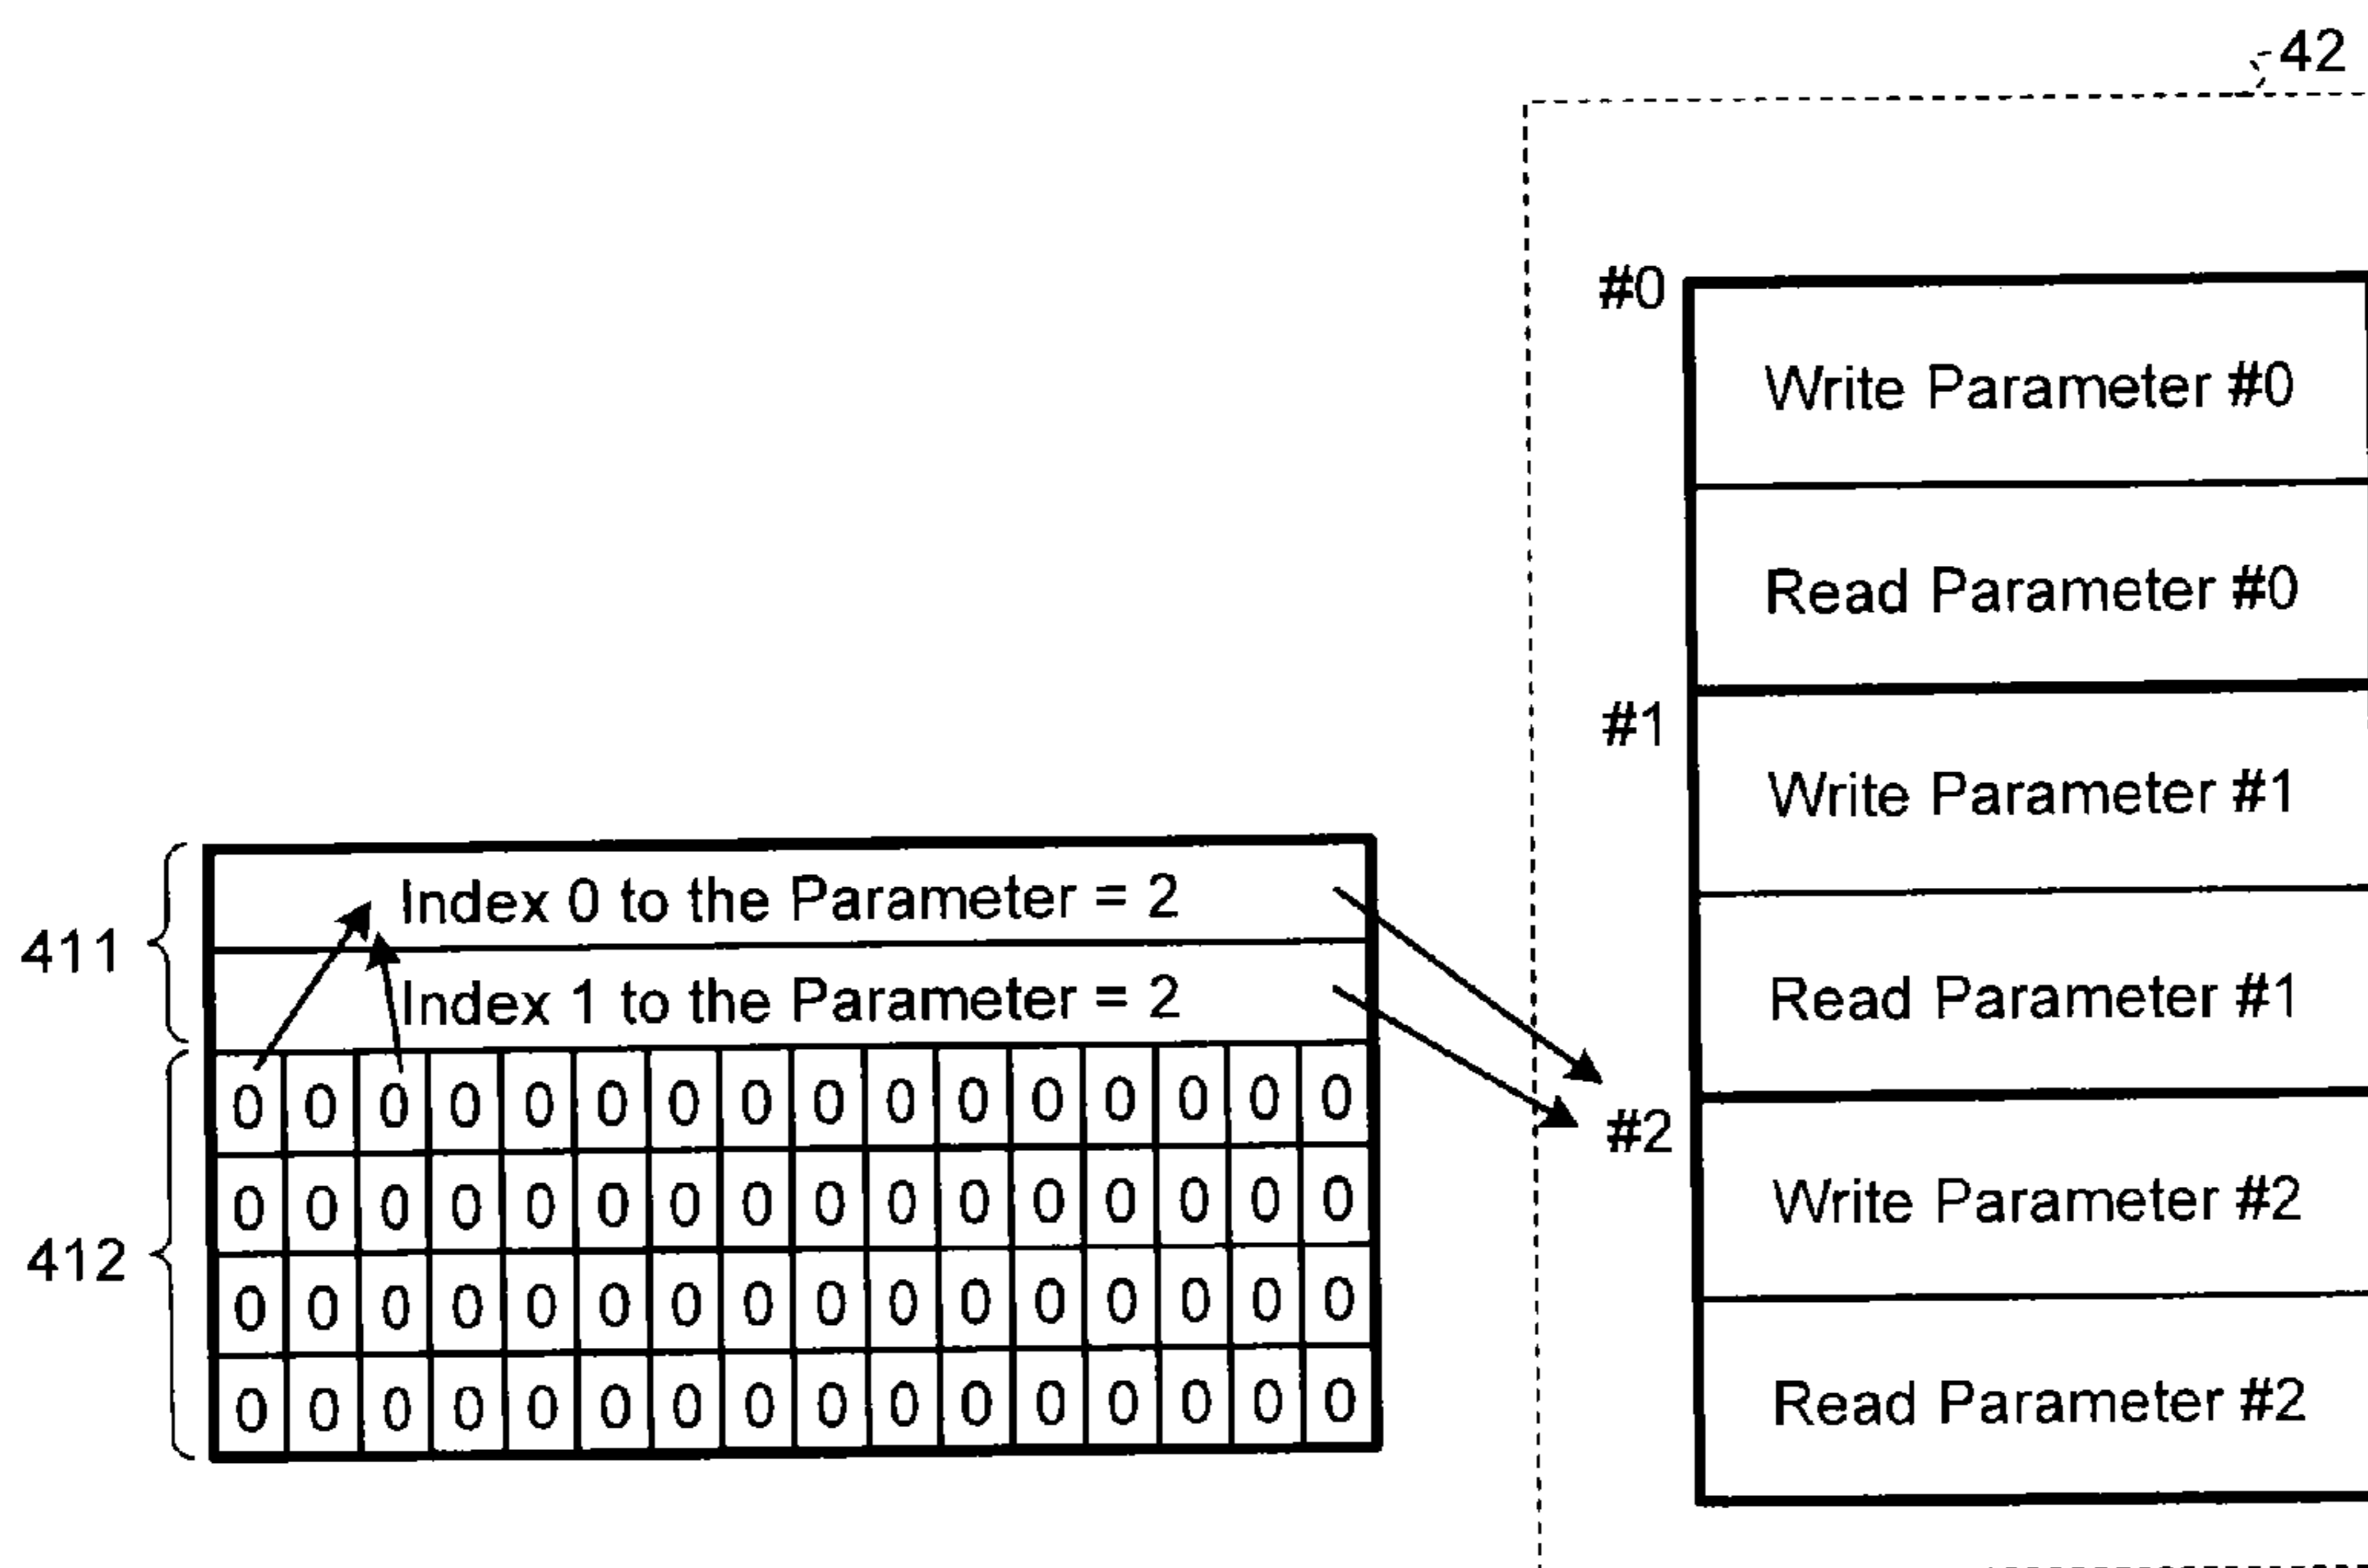 42
#0
Write Parameter #0
Read Parameter #0
#1
Write Parameter #1
Read Parameter #1
#2
Write Parameter #2
Read Parameter #2
411
Index 0 to the Parameter = 2
Index 1 to the Parameter = 2
412
0 0 0 0 0 0 0 0 0 0 0 0 0 0 0 0
0 0 0 0 0 0 0 0 0 0 0 0 0 0 0 0
0 0 0 0 0 0 0 0 0 0 0 0 0 0 0 0
0 0 0 0 0 0 0 0 0 0 0 0 0 0 0 0